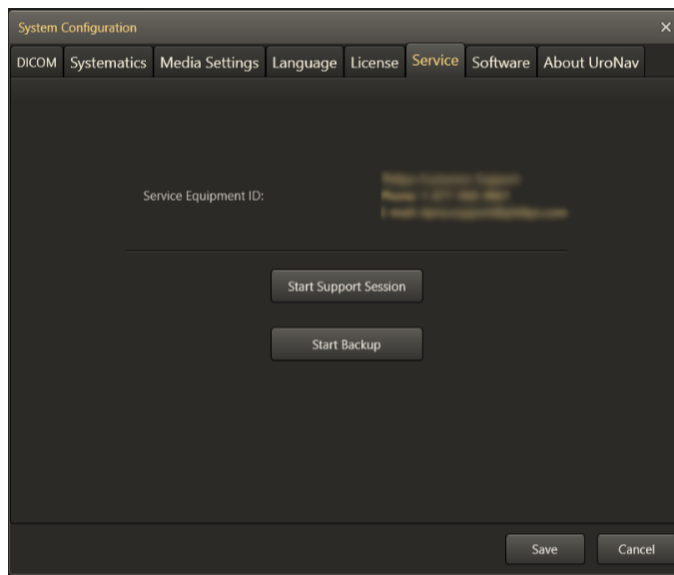 System Configuration
DICOM Systematics Media Settings Language License Service Software About UroNav
Service Equipment ID:
Start Support Session
Start Backup
Save Cancel